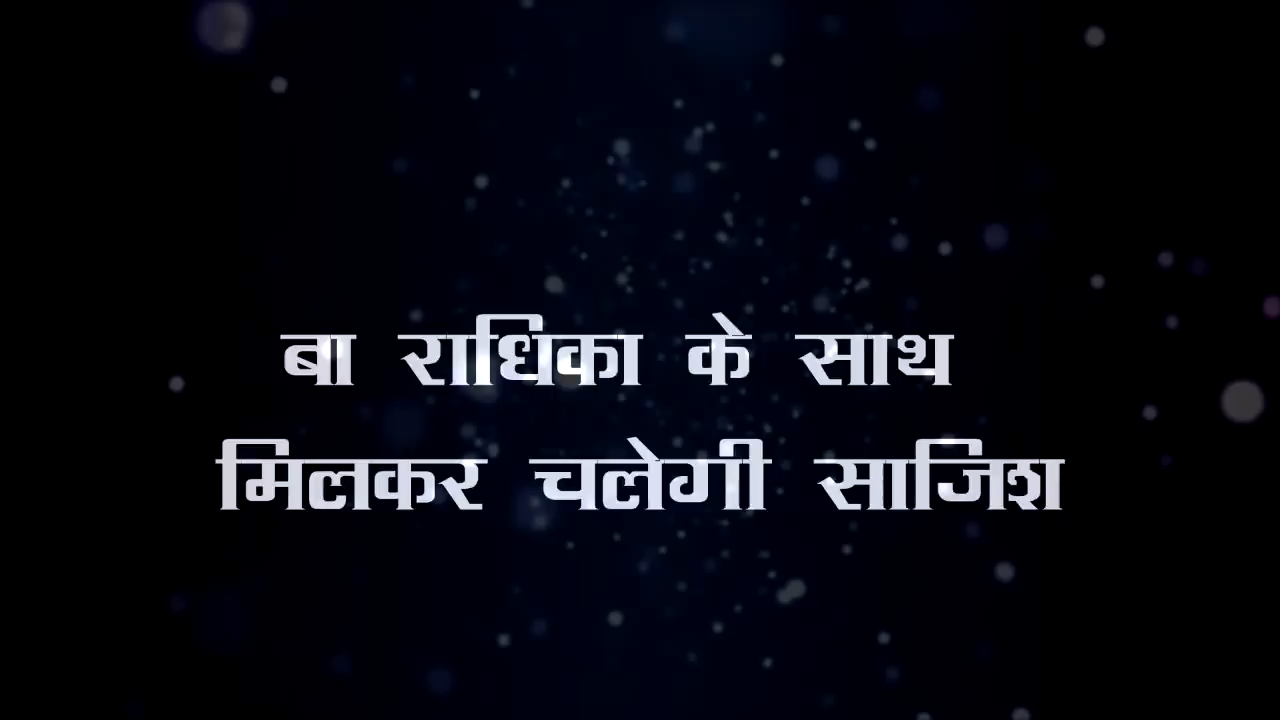 बा राधिका के साथ
मिलकर चलेगी साजिश